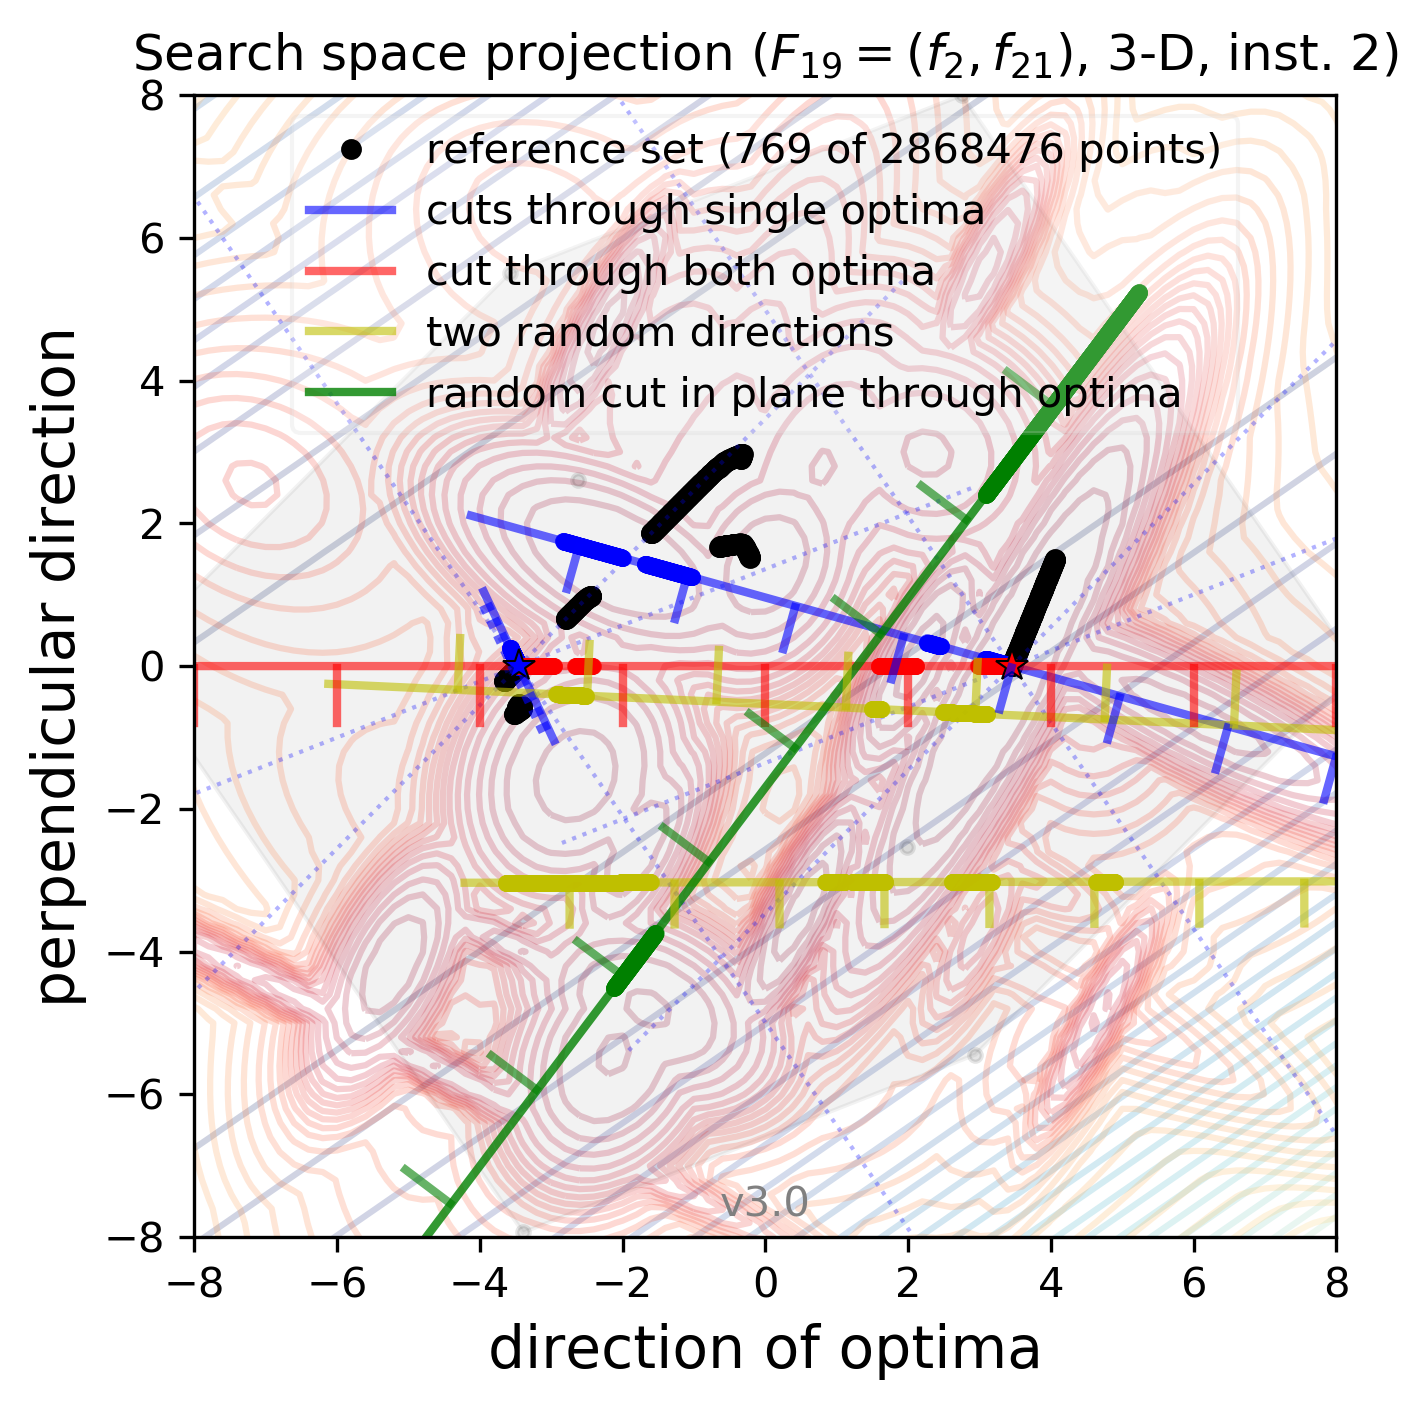 Search space projection (F₁₉ = (f₂, f₂₁), 3-D, inst. 2)
reference set (769 of 2868476 points)
cuts through single optima
cut through both optima
two random directions
random cut in plane through optima
8
6
4
2
0
−2
−4
−6
−8
perpendicular direction
v3.0
−8 −6 −4 −2 0 2 4 6 8
direction of optima